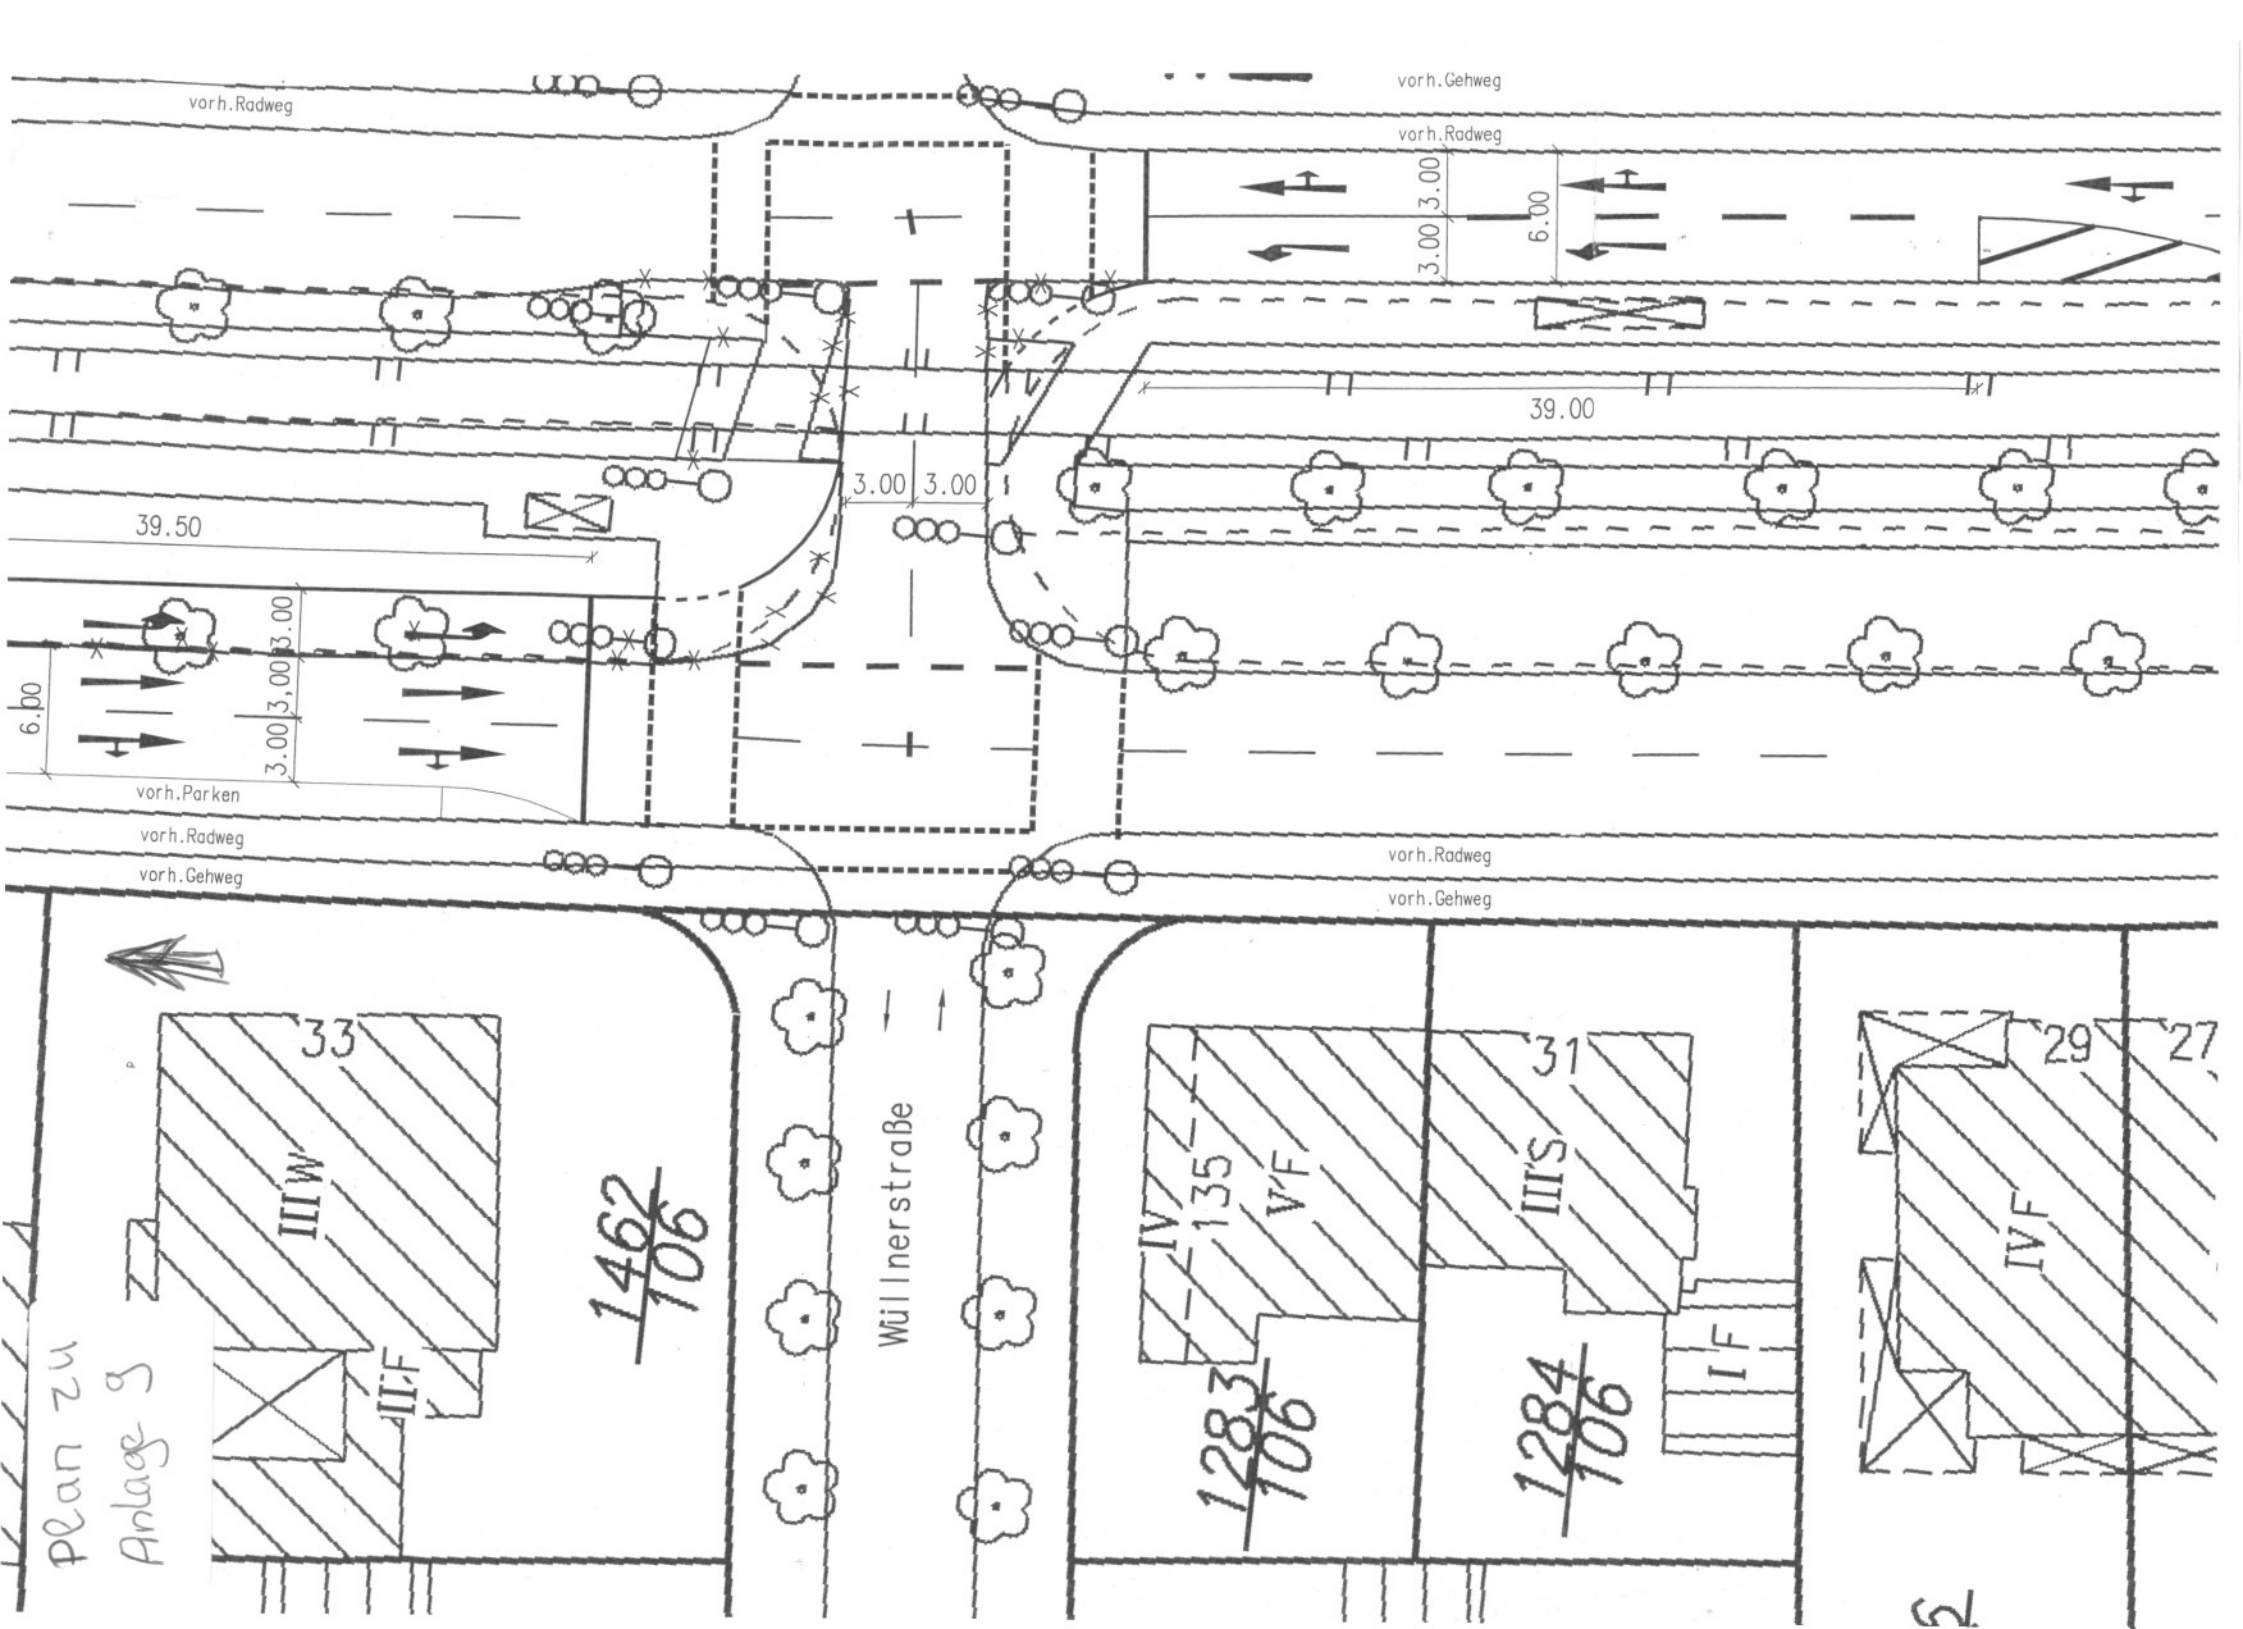 vorh.Gehweg
vorh.Radweg
vorh.Radweg
3.00
3.00
6.00
39.00
3.00
3.00
39.50
3.00
3,00
3.00
6.00
vorh.Parken
vorh.Radweg
vorh.Gehweg
vorh.Radweg
vorh.Gehweg
33
31
29
27
III W
II F
1462
106
Wüllnerstraße
IV
135
V F
III S
IV F
I F
1283
106
1284
106
Plan zu
Anlage 9